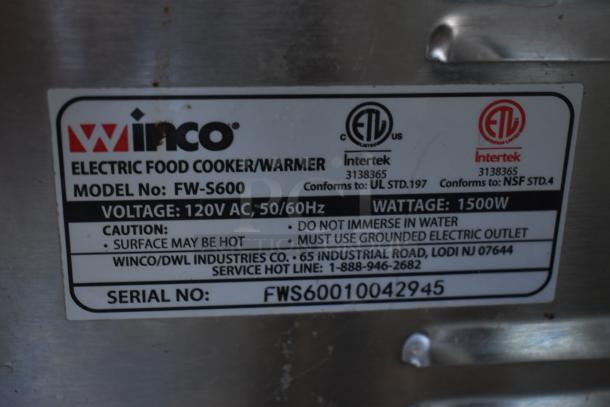 Winco®
ELECTRIC FOOD COOKER/WARMER
MODEL No: FW-S600
C ETL US
Intertek
3138365
Conforms to: UL STD.197
ETL
Intertek
3138365
Conforms to: NSF STD.4
VOLTAGE: 120V AC, 50/60Hz WATTAGE: 1500W
CAUTION: • DO NOT IMMERSE IN WATER
• SURFACE MAY BE HOT • MUST USE GROUNDED ELECTRIC OUTLET
WINCO/DWL INDUSTRIES CO. • 65 INDUSTRIAL ROAD, LODI NJ 07644
SERVICE HOT LINE: 1-888-946-2682
SERIAL NO: FWS60010042945